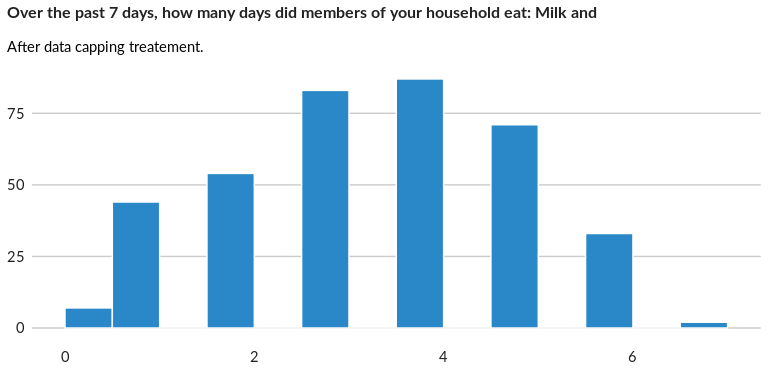 Over the past 7 days, how many days did members of your household eat: Milk and
After data capping treatement.
75
50
25
0
0 2 4 6